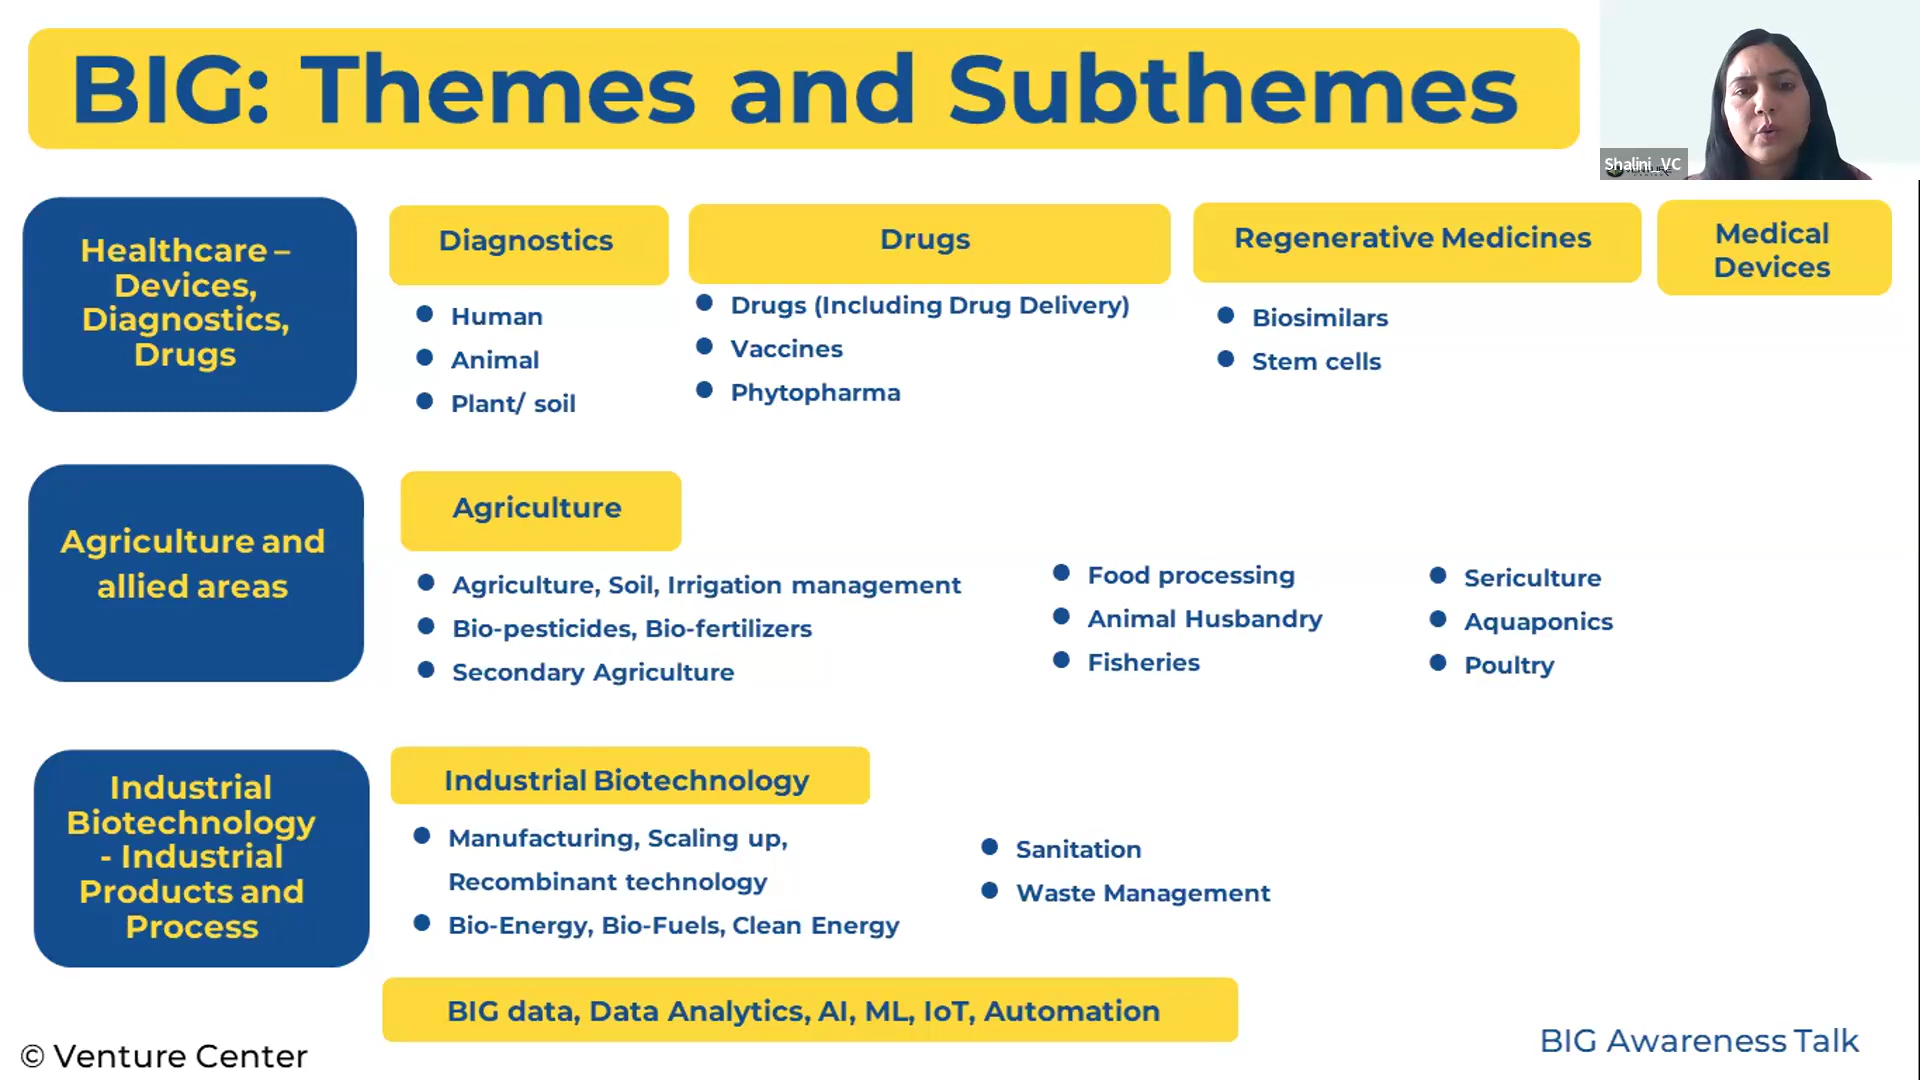 BIG: Themes and Subthemes
Shalini_VC
Healthcare –
Devices,
Diagnostics,
Drugs
Diagnostics
Human
Animal
Plant/ soil
Drugs
Drugs (Including Drug Delivery)
Vaccines
Phytopharma
Regenerative Medicines
Biosimilars
Stem cells
Medical
Devices
Agriculture and
allied areas
Agriculture
Agriculture, Soil, Irrigation management
Bio-pesticides, Bio-fertilizers
Secondary Agriculture
Food processing
Animal Husbandry
Fisheries
Sericulture
Aquaponics
Poultry
Industrial
Biotechnology
- Industrial
Products and
Process
Industrial Biotechnology
Manufacturing, Scaling up,
Recombinant technology
Bio-Energy, Bio-Fuels, Clean Energy
Sanitation
Waste Management
BIG data, Data Analytics, AI, ML, IoT, Automation
© Venture Center
BIG Awareness Talk